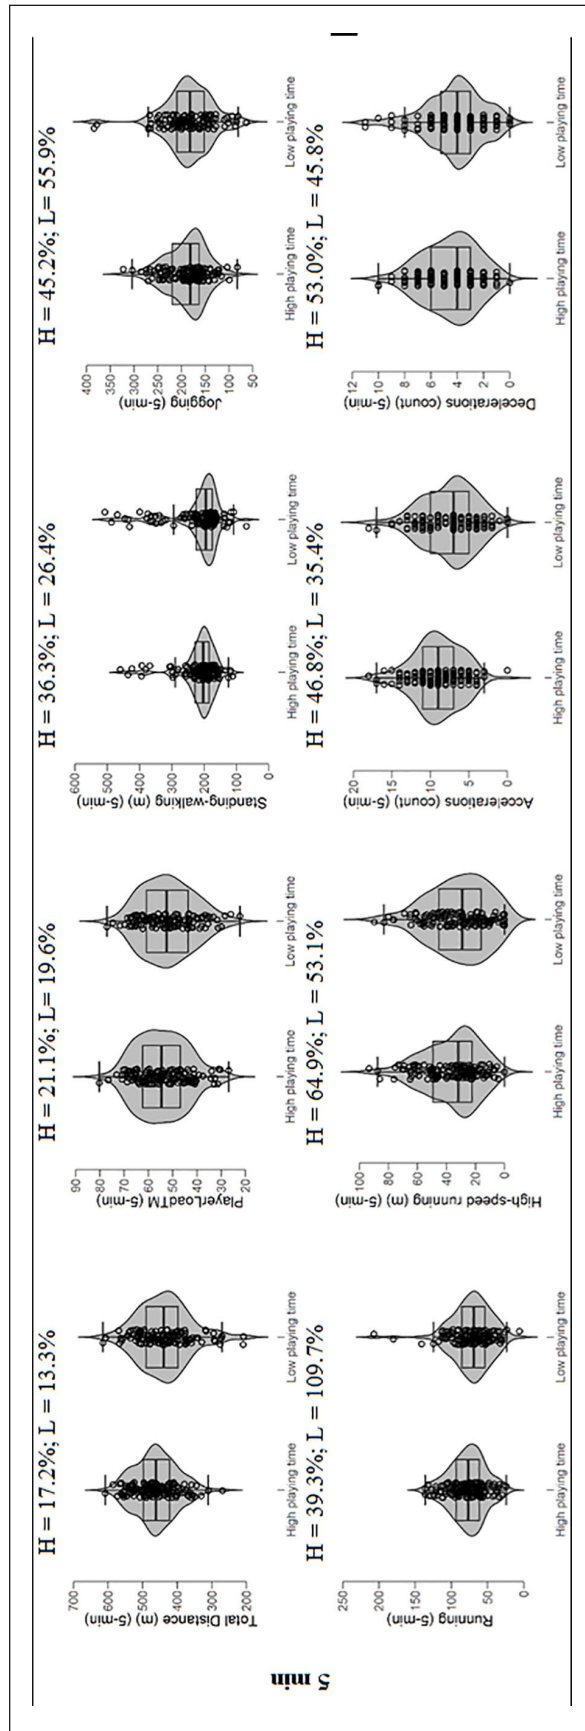 5 min
H = 17.2%; L = 13.3%
Total Distance (m) (5-min)
700
600
500
400
300
200
High playing time
Low playing time
H = 21.1%; L= 19.6%
PlayerLoadTM (5-min)
90
80
70
60
50
40
30
20
High playing time
Low playing time
H = 36.3%; L = 26.4%
Standing-walking (m) (5-min)
600
500
400
300
200
100
0
High playing time
Low playing time
H = 45.2%; L= 55.9%
Jogging (5-min)
400
350
300
250
200
150
100
50
High playing time
Low playing time
H = 39.3%; L = 109.7%
Running (5-min)
250
200
150
100
50
0
High playing time
Low playing time
H = 64.9%; L = 53.1%
High-speed running (m) (5-min)
100
80
60
40
20
0
High playing time
Low playing time
H = 46.8%; L = 35.4%
Accelerations (count) (5-min)
20
15
10
5
0
High playing time
Low playing time
H = 53.0%; L = 45.8%
Decelerations (count) (5-min)
12
10
8
6
4
2
0
High playing time
Low playing time